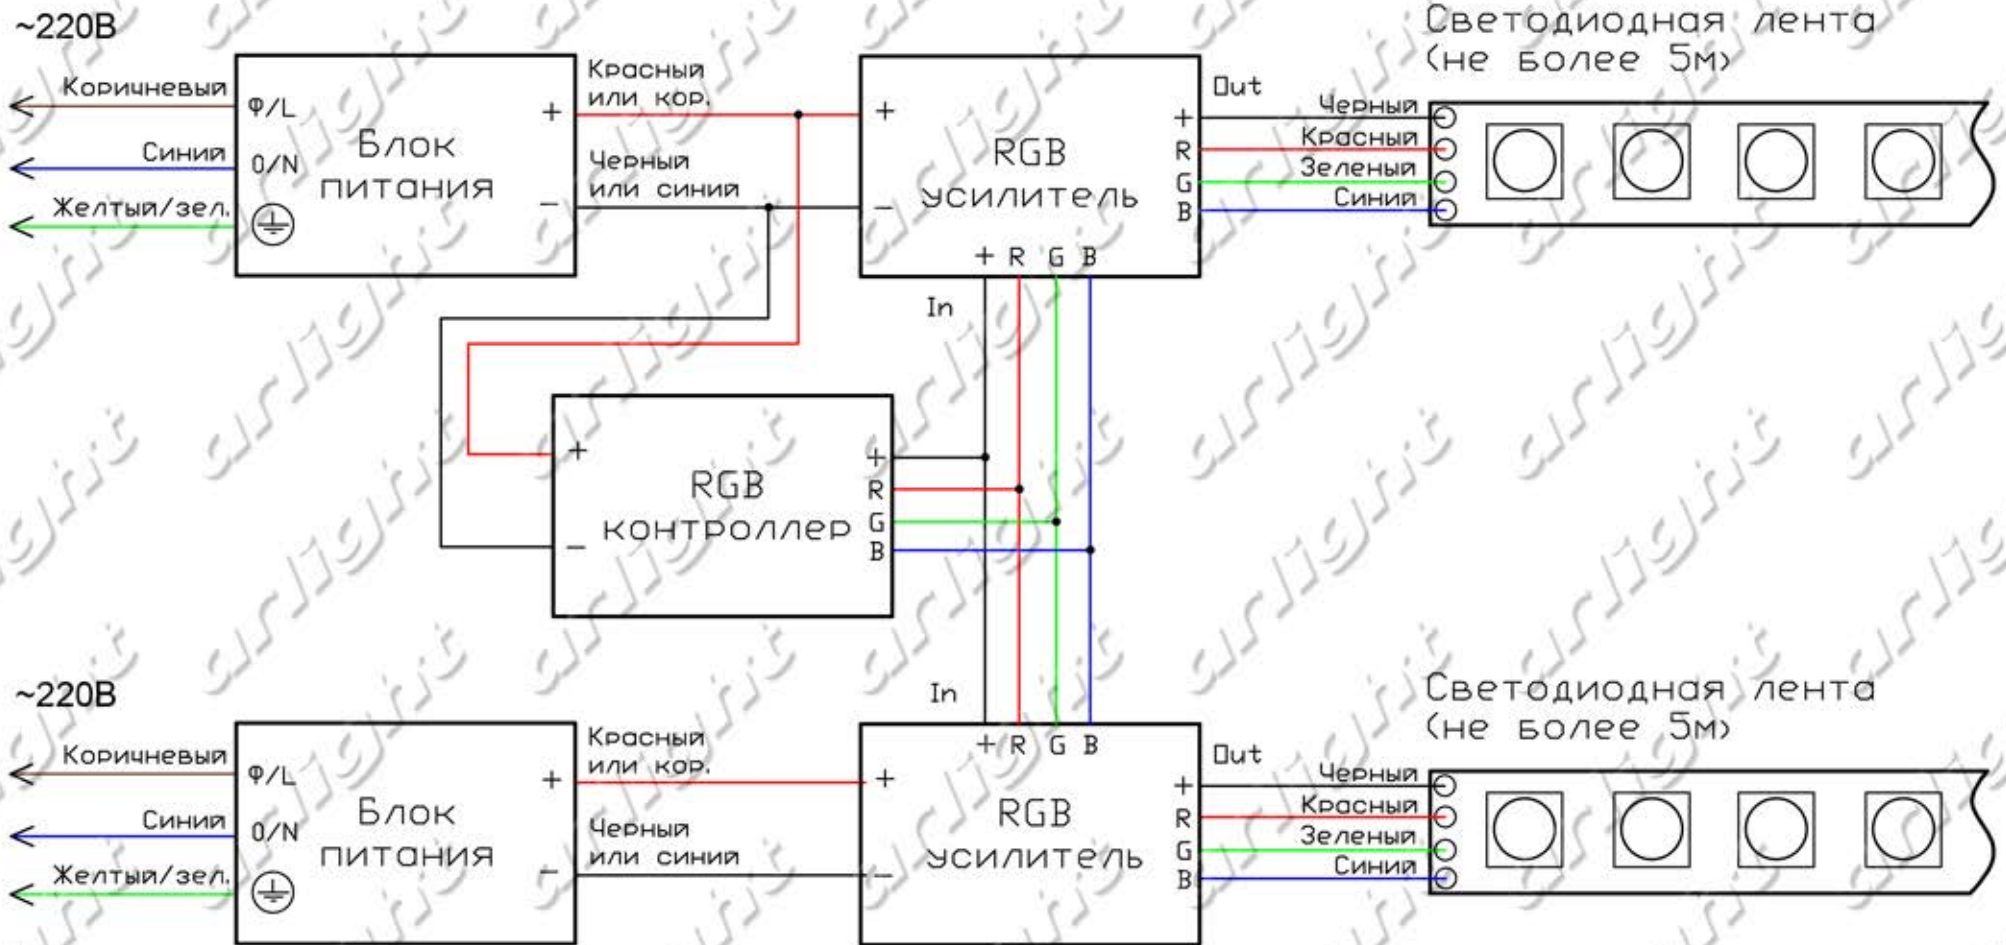 ~220В
Коричневый
Синий
Желтый/зел.
Ф/L
0/N
Блок
питания
+
−
Красный
или кор.
Черный
или синий
+
−
RGB
усилитель
+ R G B
In
Out
+
R
G
B
Светодиодная лента
(не более 5м)
Черный
Красный
Зеленый
Синий
+
−
RGB
контроллер
+
R
G
B
~220В
Коричневый
Синий
Желтый/зел.
Ф/L
0/N
Блок
питания
+
−
Красный
или кор.
Черный
или синий
In
+ R G B
+
−
RGB
усилитель
Out
+
R
G
B
Светодиодная лента
(не более 5м)
Черный
Красный
Зеленый
Синий
arlight